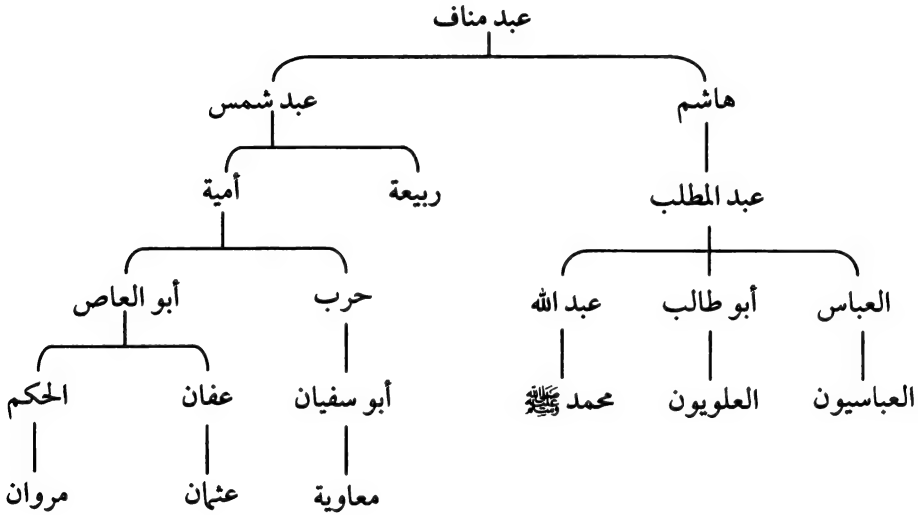 عبد مناف
هاشم
عبد شمس
عبد المطلب
ربيعة
أمية
العباس
أبو طالب
عبد الله
حرب
أبو العاص
العباسيون
العلويون
محمد ﷺ
أبو سفيان
عفان
الحكم
معاوية
عثمان
مروان